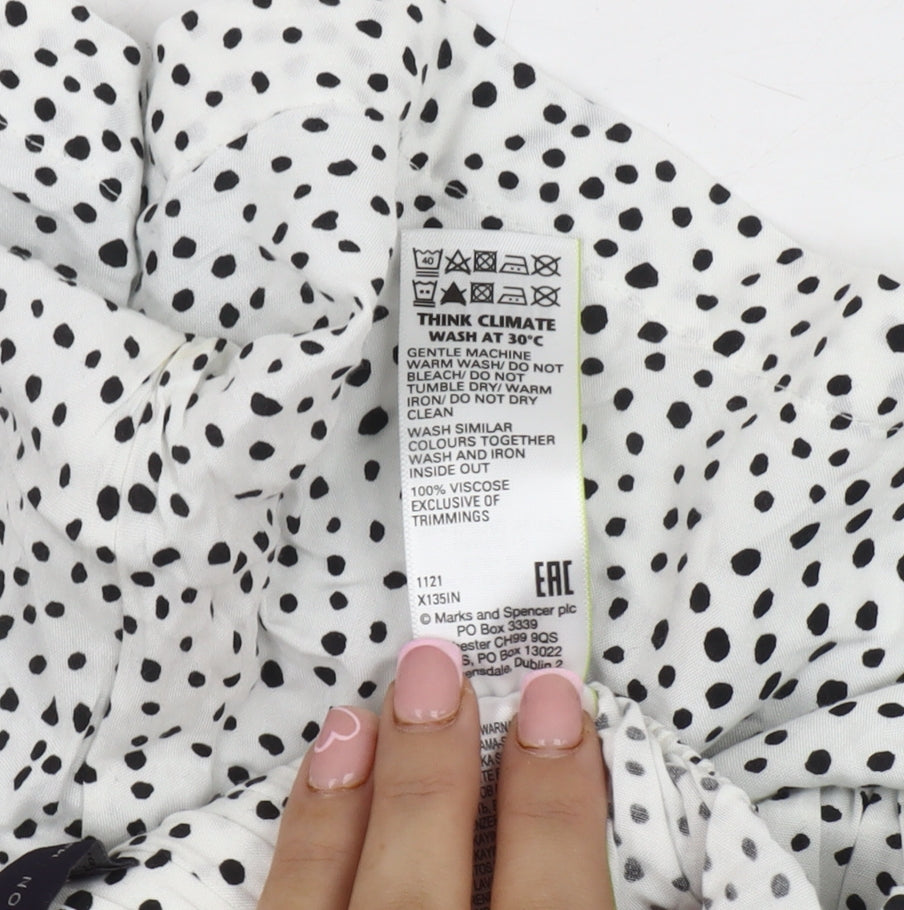 40
THINK CLIMATE
WASH AT 30°C
GENTLE MACHINE
WARM WASH/ DO NOT
BLEACH/ DO NOT
TUMBLE DRY/ WARM
IRON/ DO NOT DRY
CLEAN
WASH SIMILAR
COLOURS TOGETHER
WASH AND IRON
INSIDE OUT
100% VISCOSE
EXCLUSIVE OF
TRIMMINGS
1121
X135IN
EAC
© Marks and Spencer plc
PO Box 3339
CH99 9QS
PO Box 13022
Dublin 2